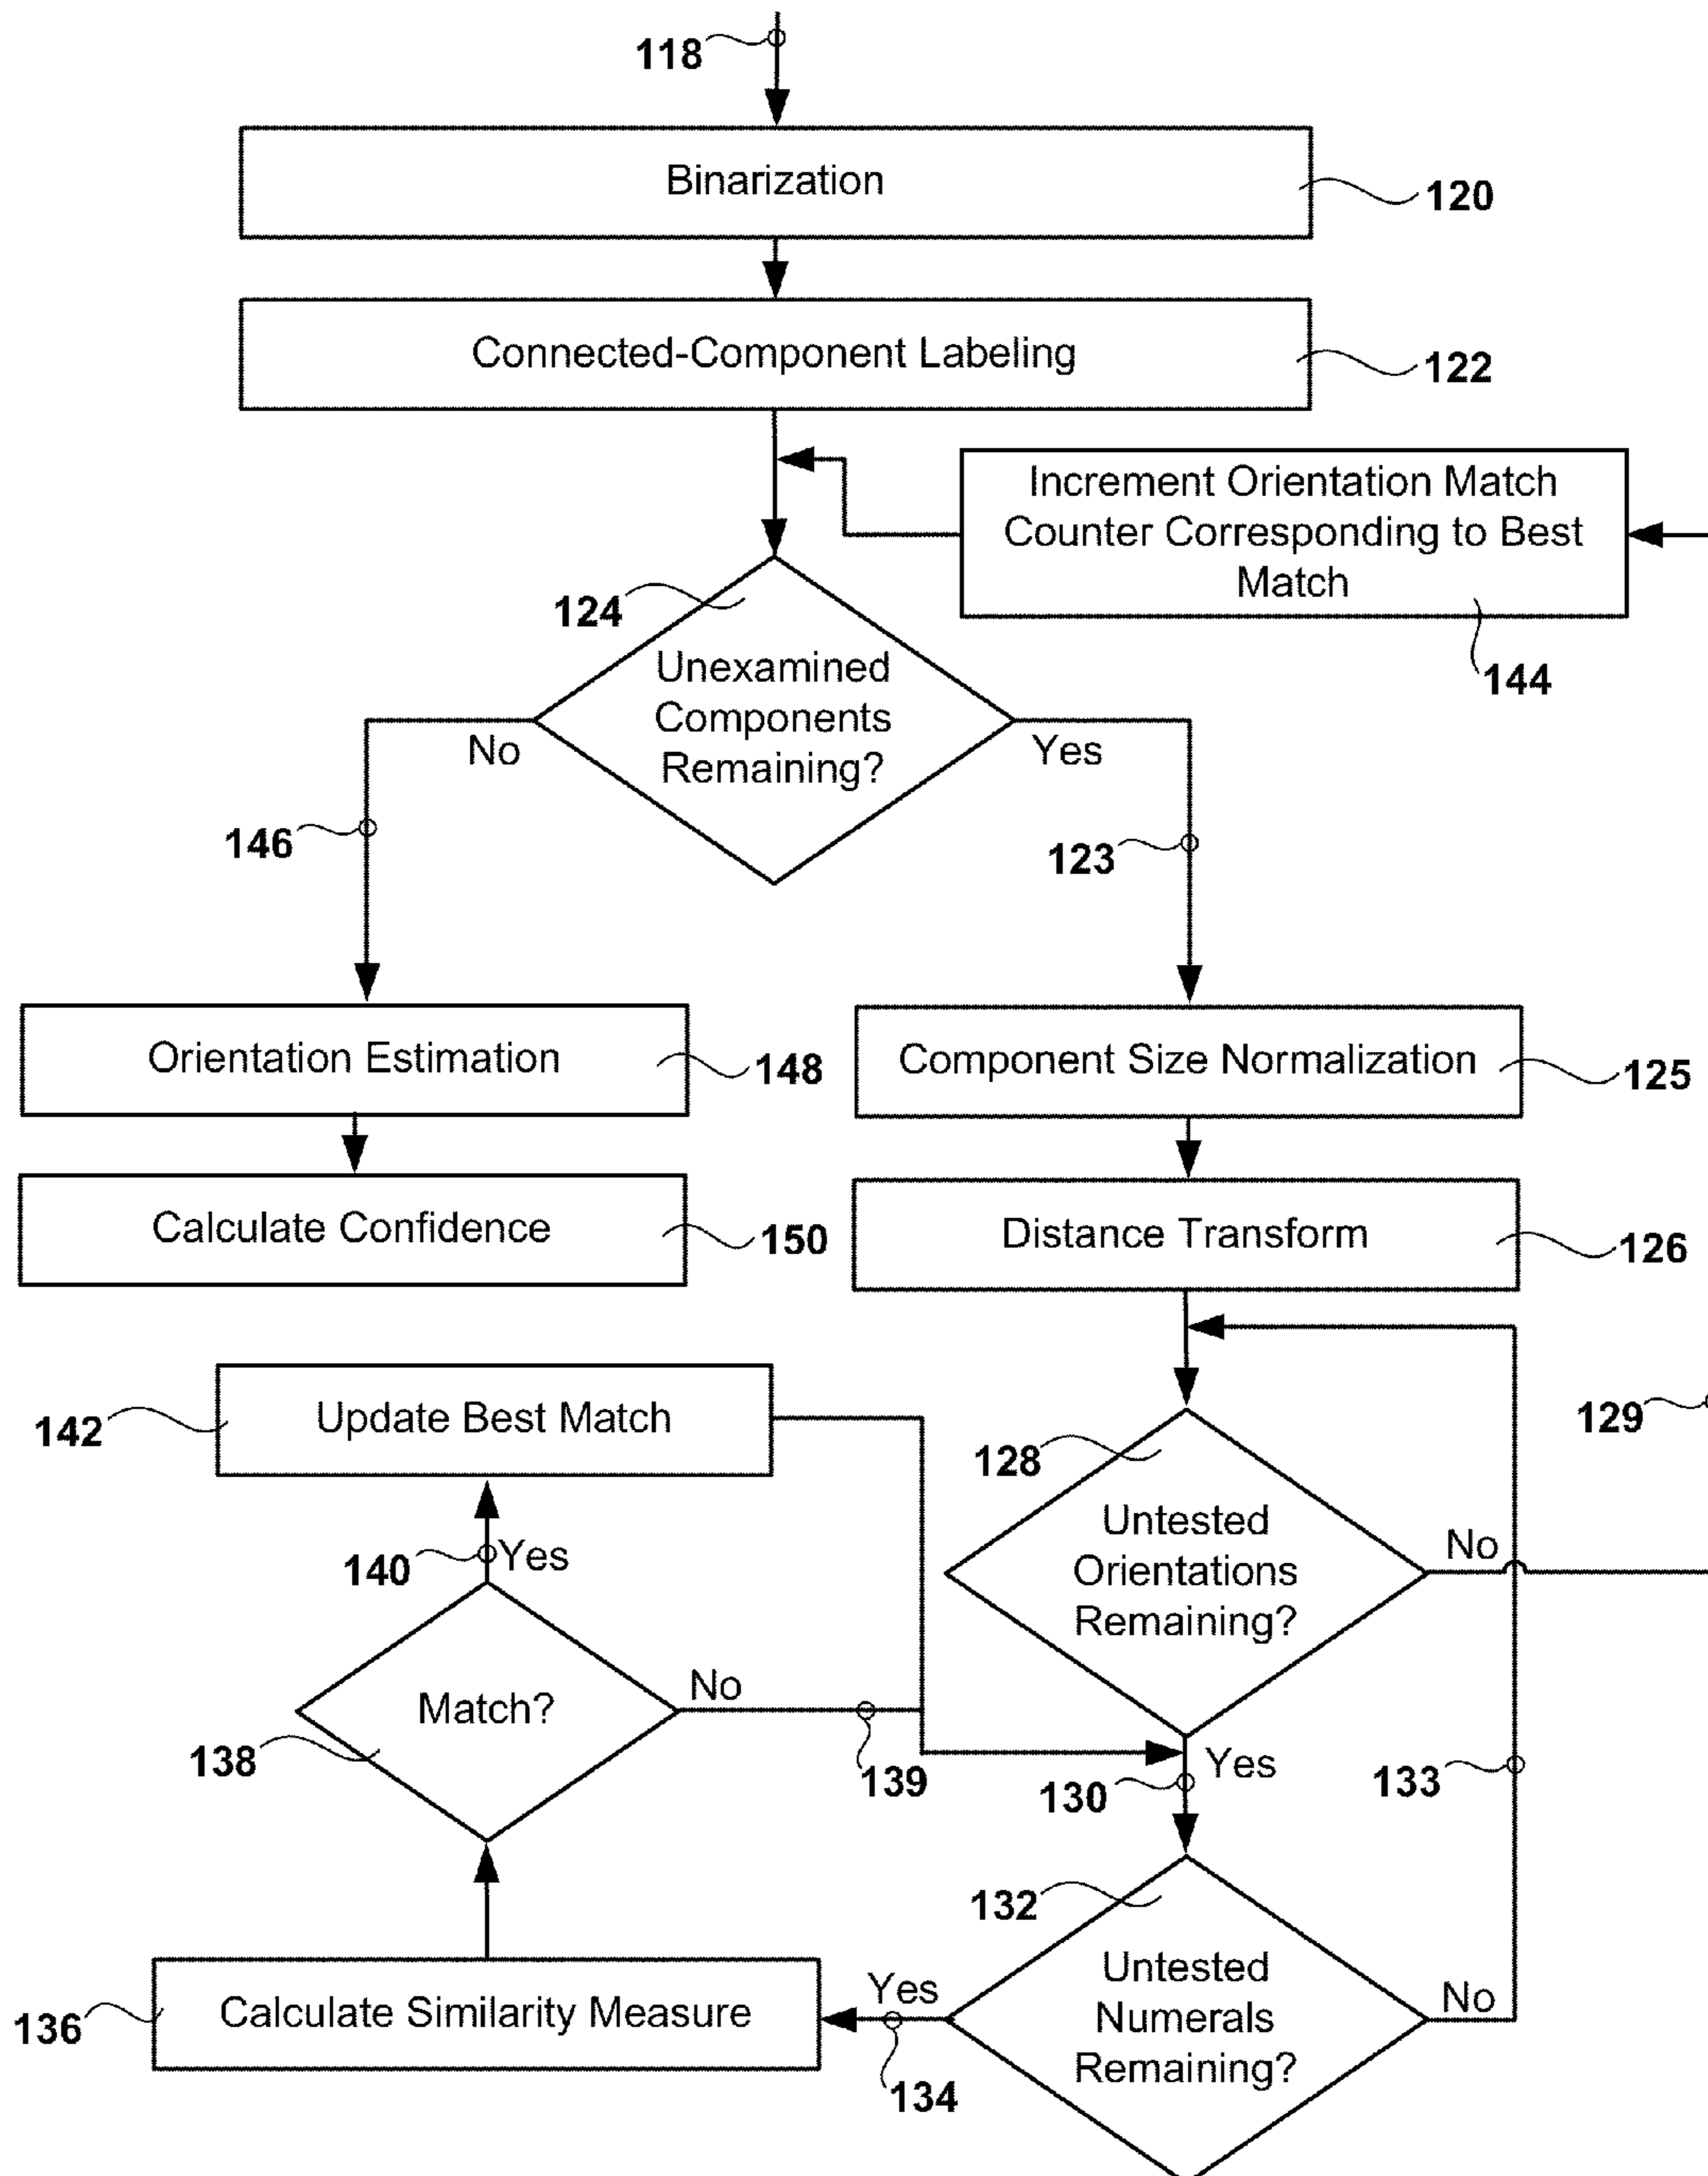 118
Binarization
120
Connected-Component Labeling
122
Increment Orientation Match
Counter Corresponding to Best
Match
144
124
Unexamined
Components
Remaining?
No
Yes
146
123
Orientation Estimation
148
Component Size Normalization
125
Calculate Confidence
150
Distance Transform
126
Update Best Match
142
129
128
Untested
Orientations
Remaining?
No
140
Yes
Match?
No
138
139
Yes
130
133
132
Untested
Numerals
Remaining?
No
Yes
Calculate Similarity Measure
136
134